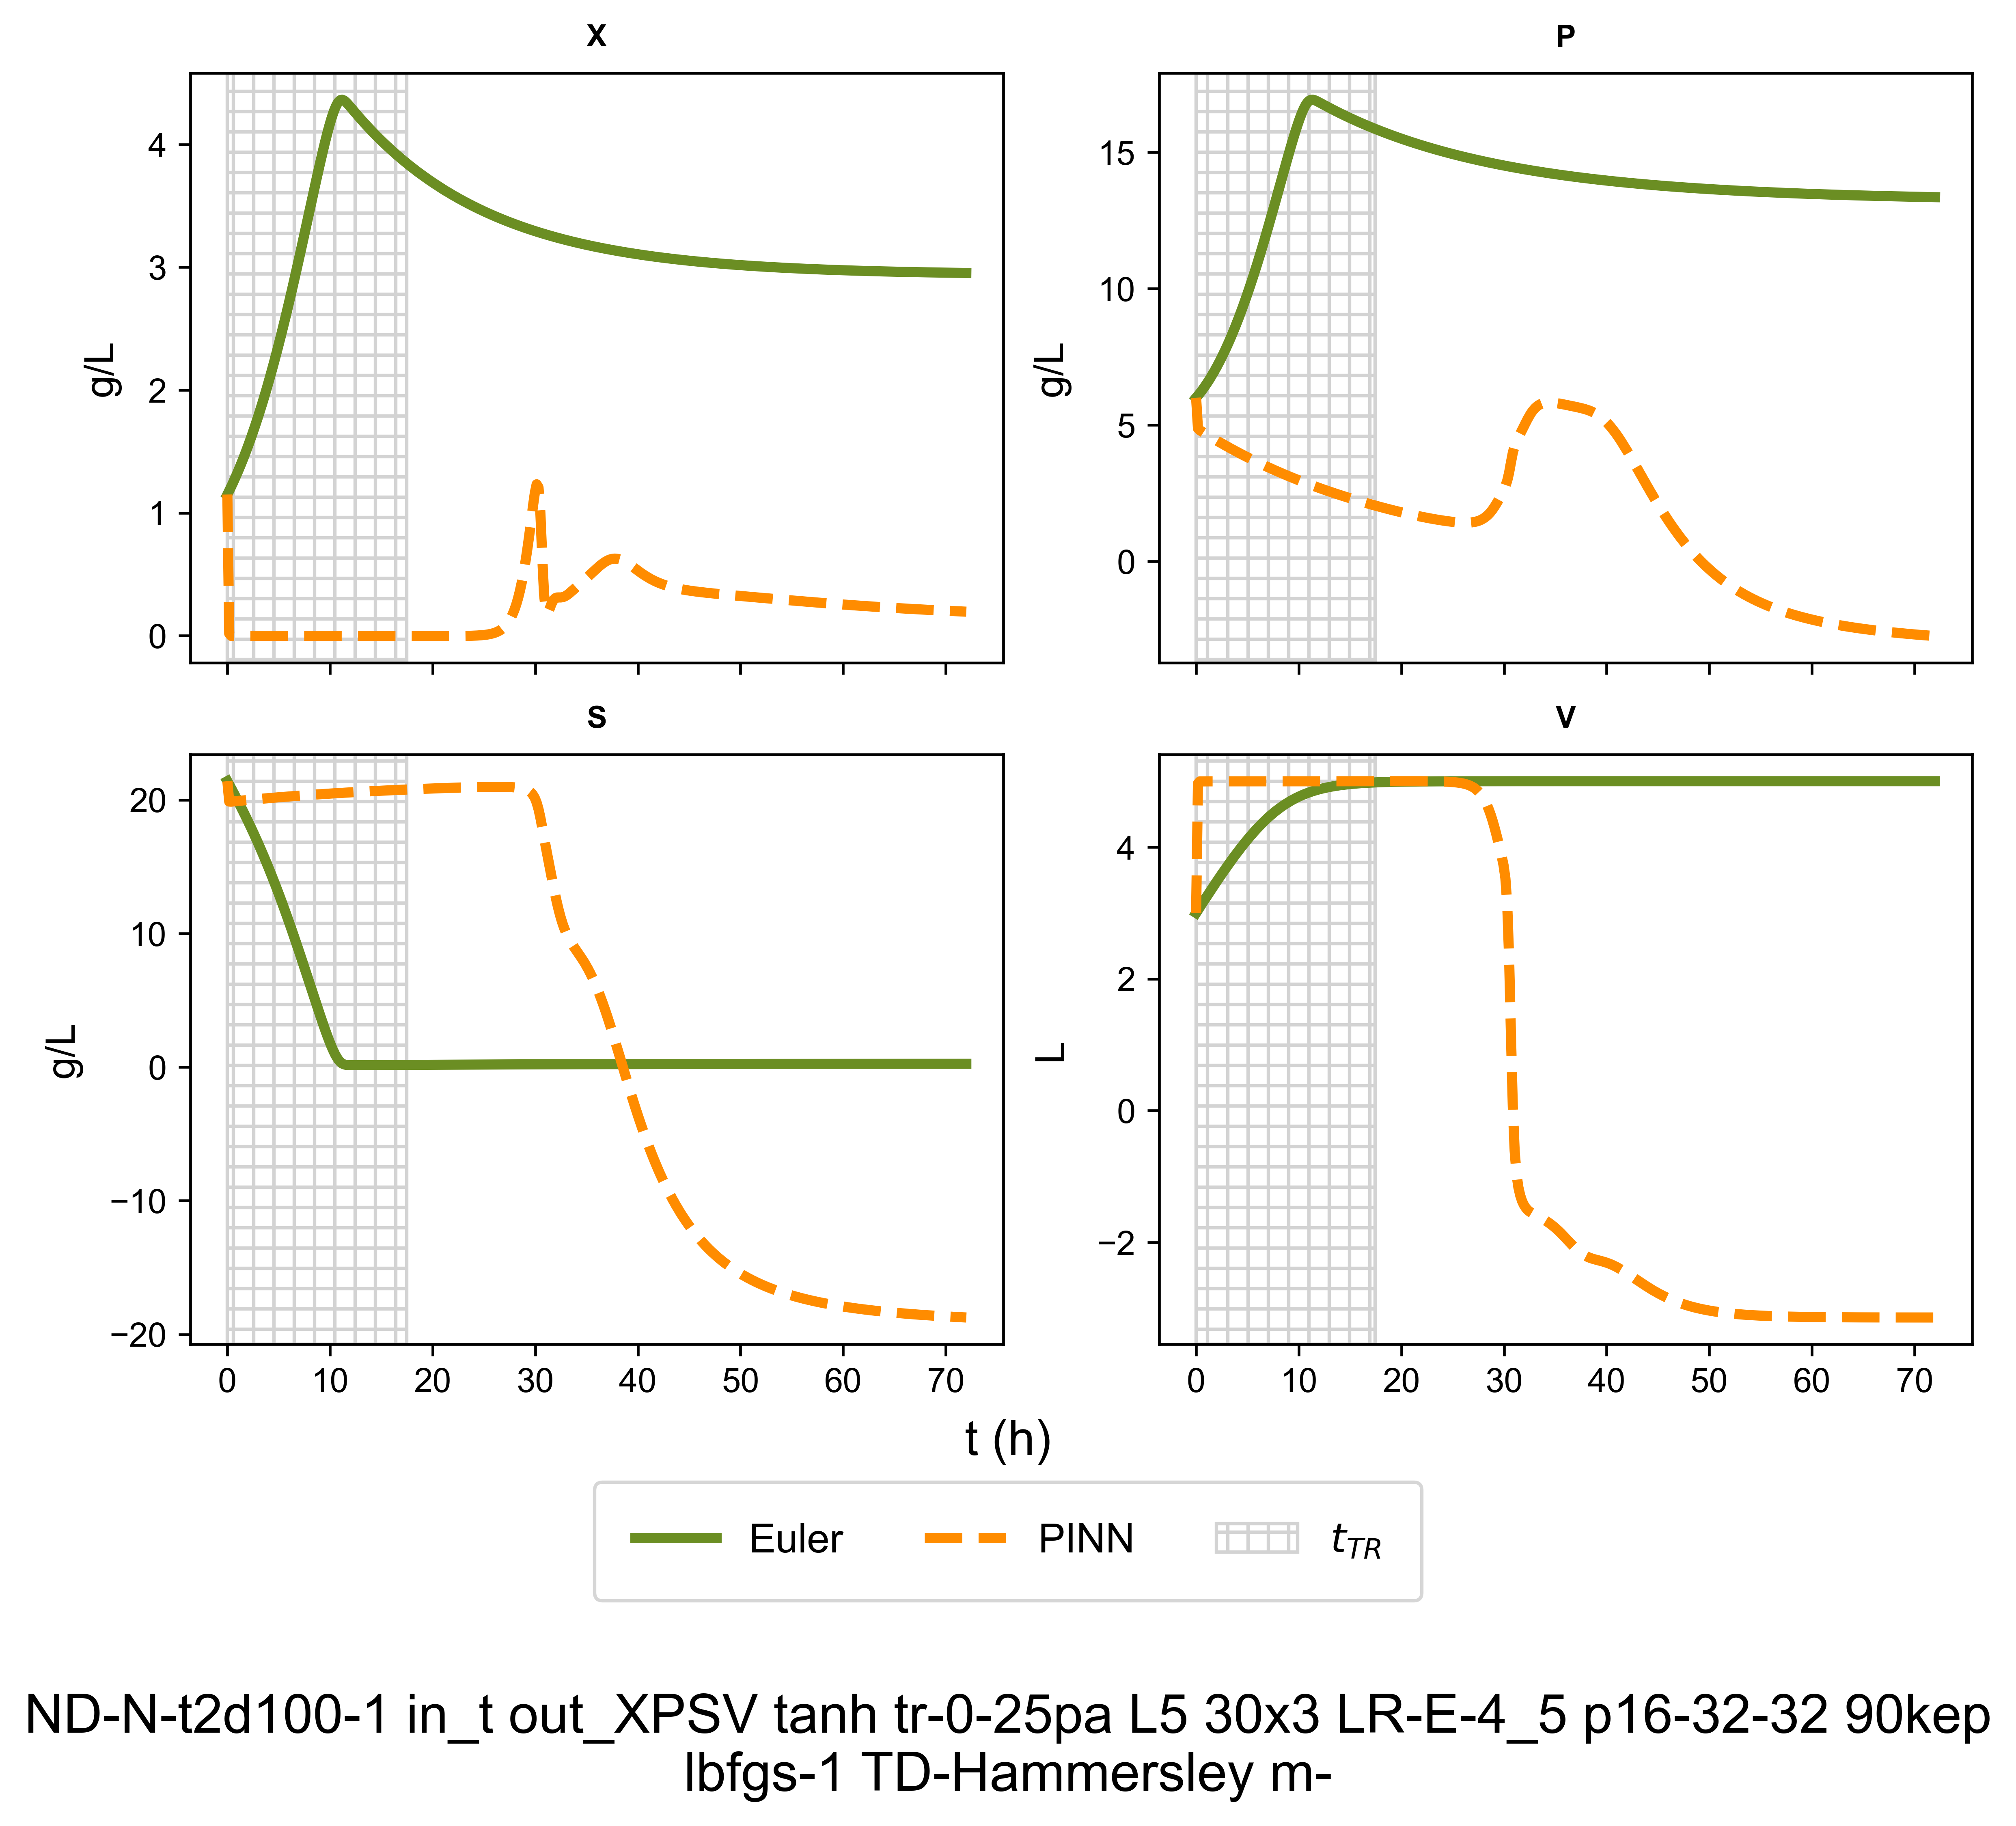 X
P
4
3
2
1
0
g/L
15
10
5
0
g/L
S
V
20
10
0
−10
−20
g/L
4
2
0
−2
L
0 10 20 30 40 50 60 70
0 10 20 30 40 50 60 70
t (h)
Euler PINN t_TR
ND-N-t2d100-1 in_t out_XPSV tanh tr-0-25pa L5 30x3 LR-E-4_5 p16-32-32 90kep
lbfgs-1 TD-Hammersley m-